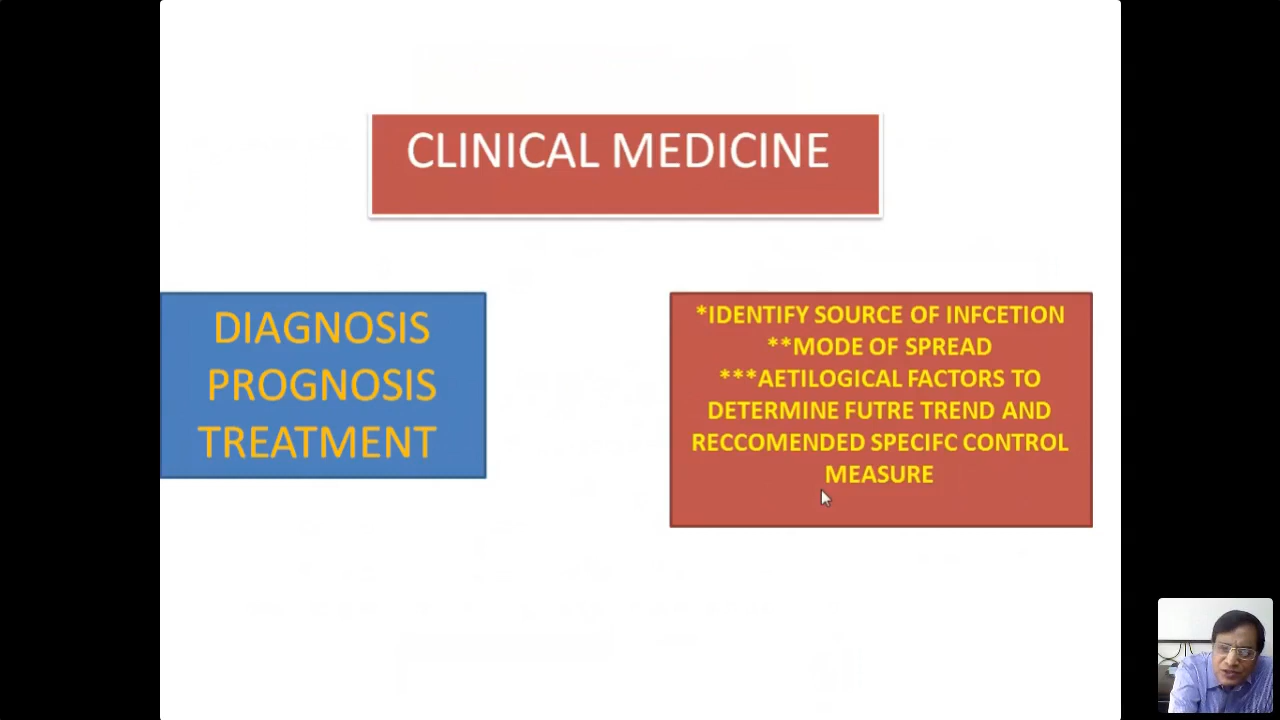 CLINICAL MEDICINE
DIAGNOSIS
PROGNOSIS
TREATMENT
*IDENTIFY SOURCE OF INFCETION
**MODE OF SPREAD
***AETILOGICAL FACTORS TO
DETERMINE FUTRE TREND AND
RECCOMENDED SPECIFC CONTROL
MEASURE